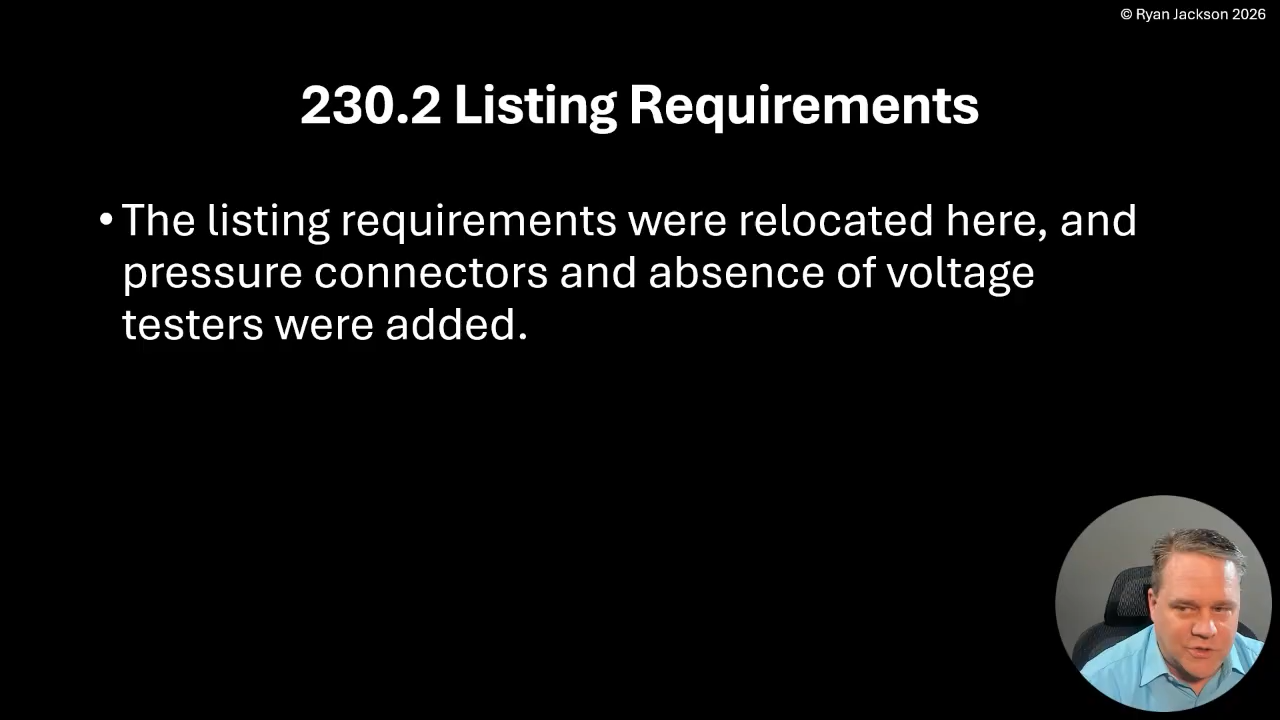 © Ryan Jackson 2026
230.2 Listing Requirements
• The listing requirements were relocated here, and
pressure connectors and absence of voltage
testers were added.